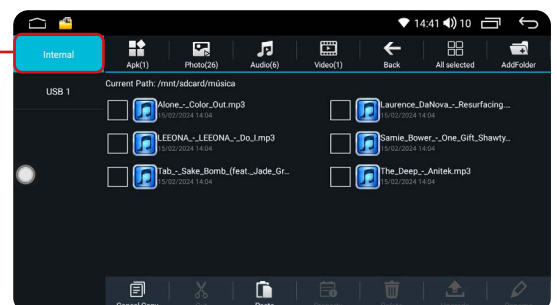 14:41 10
Internal
Apk(1) Photo(26) Audio(6) Video(1) Back All selected AddFolder
USB 1
Current Path: /mnt/sdcard/música
Alone_-_Color_Out.mp3
15/02/2024 14:04
Laurence_DaNova_-_Resurfacing...
15/02/2024 14:04
LEEONA_-_LEEONA_-_Do_I.mp3
15/02/2024 14:04
Samie_Bower_-_One_Gift_Shawty...
15/02/2024 14:04
Tab_-_Sake_Bomb_(feat._Jade_Gr...
15/02/2024 14:04
The_Deep_-_Anitek.mp3
15/02/2024 14:04
Cancel Copy Paste